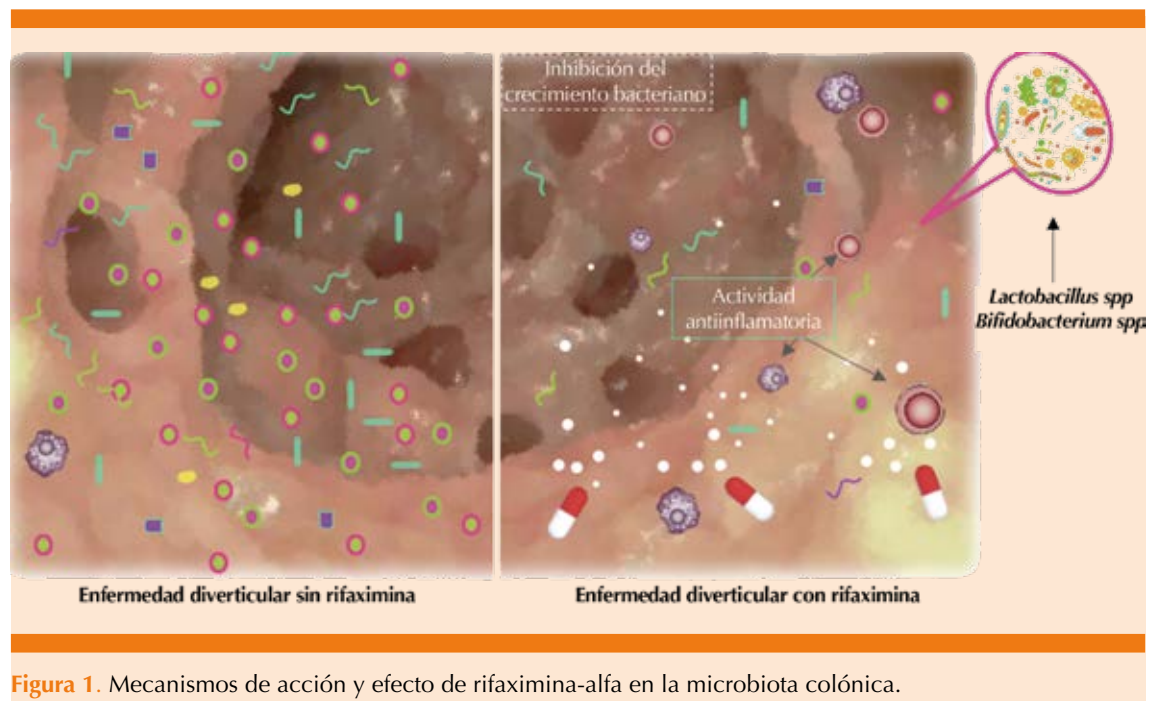 Inhibición del
crecimiento bacteriano
Actividad
antiinflamatoria
Lactobacillus spp
Bifidobacterium spp
Enfermedad diverticular sin rifaximina
Enfermedad diverticular con rifaximina
Figura 1. Mecanismos de acción y efecto de rifaximina-alfa en la microbiota colónica.